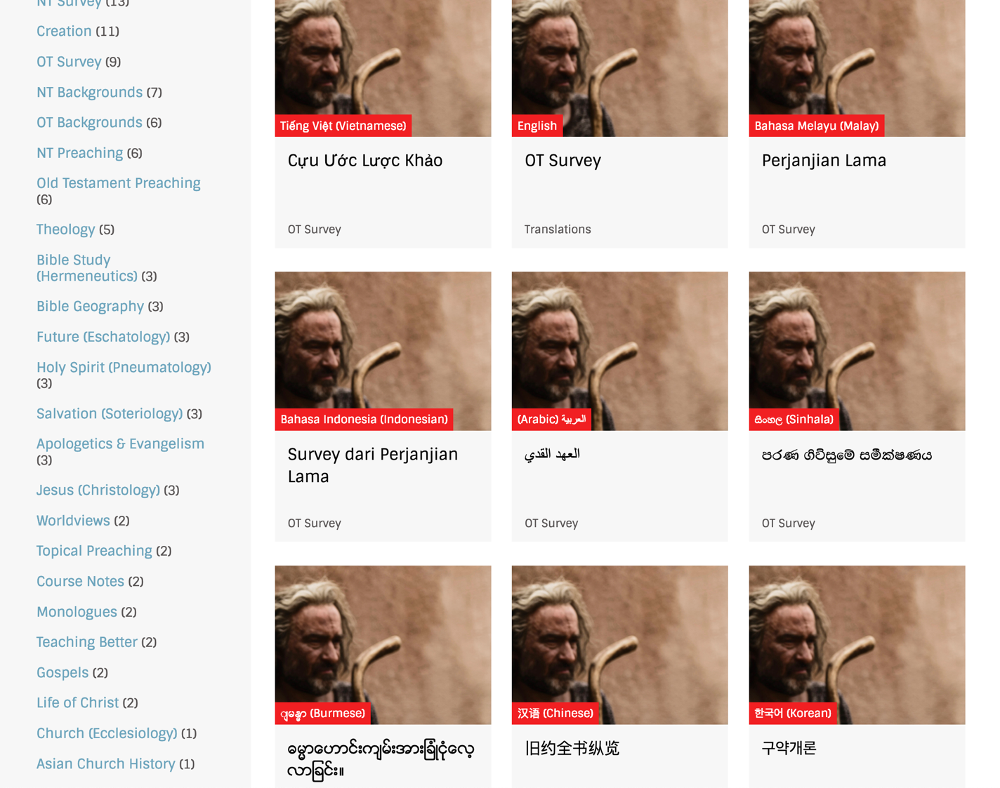 NT Survey (13)
Creation (11)
OT Survey (9)
NT Backgrounds (7)
OT Backgrounds (6)
NT Preaching (6)
Old Testament Preaching
(6)
Theology (5)
Bible Study
(Hermeneutics) (3)
Bible Geography (3)
Future (Eschatology) (3)
Holy Spirit (Pneumatology)
(3)
Salvation (Soteriology) (3)
Apologetics & Evangelism
(3)
Jesus (Christology) (3)
Worldviews (2)
Topical Preaching (2)
Course Notes (2)
Monologues (2)
Teaching Better (2)
Gospels (2)
Life of Christ (2)
Church (Ecclesiology) (1)
Asian Church History (1)
Tiếng Việt (Vietnamese)
Cựu Ước Lược Khảo
OT Survey
English
OT Survey
Translations
Bahasa Melayu (Malay)
Perjanjian Lama
OT Survey
Bahasa Indonesia (Indonesian)
Survey dari Perjanjian
Lama
OT Survey
العربية (Arabic)
العهد القدي
OT Survey
සිංහල (Sinhala)
පරණ ගිවිසුමේ සමීක්ෂණය
OT Survey
ျမန္မာ (Burmese)
ဓမ္မာဟောင်းကျမ်းအားခြုံငုံလေ့
လာခြင်း။
汉语 (Chinese)
旧约全书纵览
한국어 (Korean)
구약개론